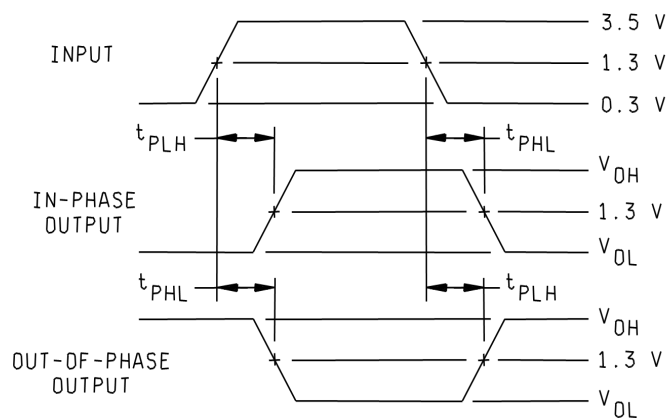 3.5 V
INPUT
1.3 V
0.3 V
tPLH
tPHL
VOH
IN-PHASE
OUTPUT
1.3 V
VOL
tPHL
tPLH
VOH
OUT-OF-PHASE
OUTPUT
1.3 V
VOL